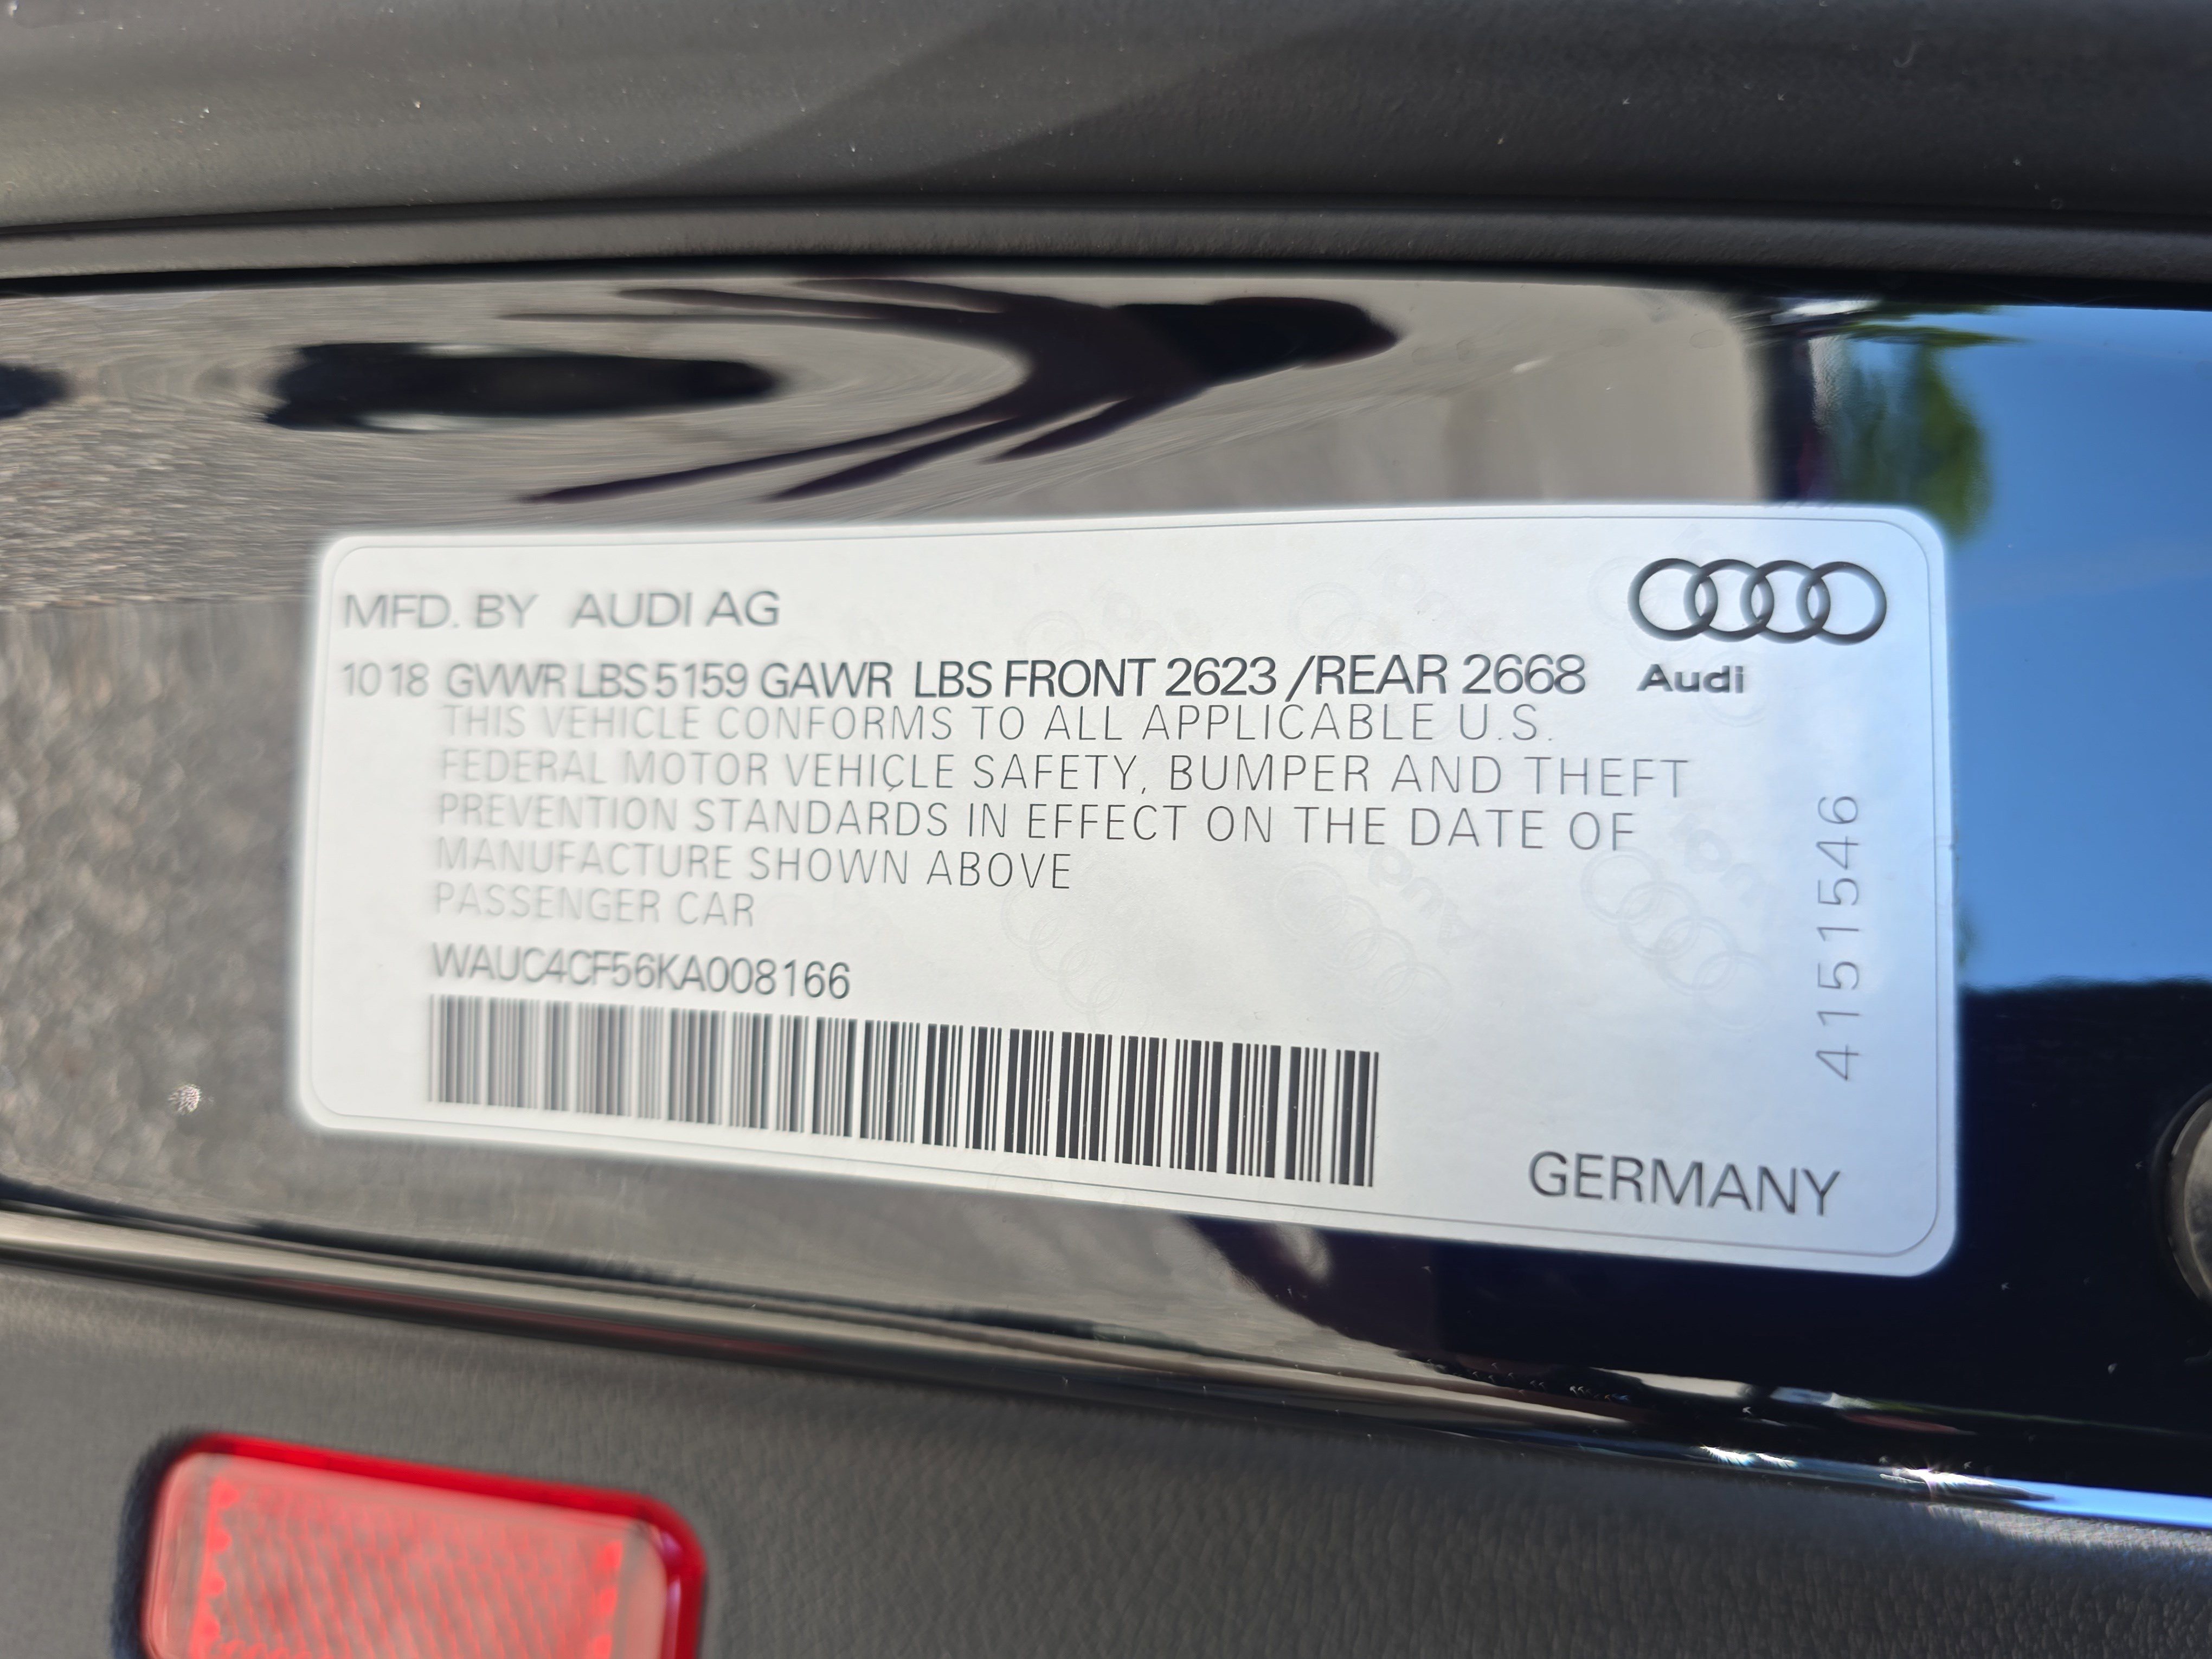 MFD. BY AUDI AG
1018 GVWR LBS 5159 GAWR LBS FRONT 2623 /REAR 2668
Audi
THIS VEHICLE CONFORMS TO ALL APPLICABLE U.S.
FEDERAL MOTOR VEHICLE SAFETY, BUMPER AND THEFT
PREVENTION STANDARDS IN EFFECT ON THE DATE OF
MANUFACTURE SHOWN ABOVE
PASSENGER CAR
WAUC4CF56KA008166
4151546
GERMANY